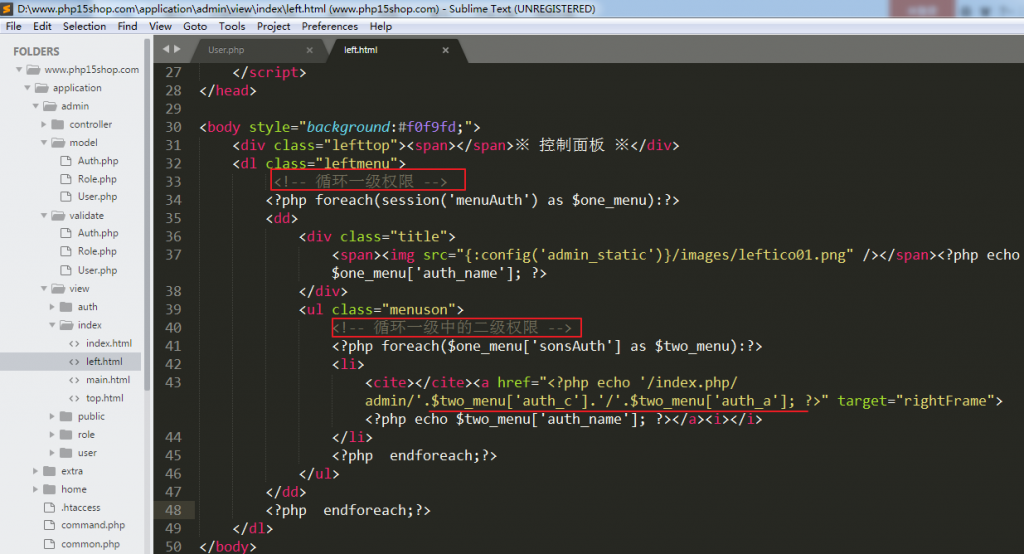 D:\www.php15shop.com\application\admin\view\index\left.html (www.php15shop.com) - Sublime Text (UNREGISTERED)
File Edit Selection Find View Goto Tools Project Preferences Help
FOLDERS
www.php15shop.com
application
admin
controller
model
Auth.php
Role.php
User.php
validate
Auth.php
Role.php
User.php
view
auth
index
index.html
left.html
main.html
top.html
public
role
user
extra
home
.htaccess
command.php
common.php
User.php × left.html ×
27 </script>
28 </head>
29
30 <body style="background:#f0f9fd;">
31 <div class="lefttop"><span></span>※ 控制面板 ※</div>
32 <dl class="leftmenu">
33 <!-- 循环一级权限 -->
34 <?php foreach(session('menuAuth') as $one_menu):?>
35 <dd>
36 <div class="title">
37 <span><img src="{:config('admin_static')}/images/leftico01.png" /></span><?php echo
$one_menu['auth_name']; ?>
38 </div>
39 <ul class="menuson">
40 <!-- 循环一级中的二级权限 -->
41 <?php foreach($one_menu['sonsAuth'] as $two_menu):?>
42 <li>
43 <cite></cite><a href="<?php echo '/index.php/
admin/'.$two_menu['auth_c'].'/'.$two_menu['auth_a']; ?>" target="rightFrame">
<?php echo $two_menu['auth_name']; ?></a><i></i>
44 </li>
45 <?php  endforeach;?>
46 </ul>
47 </dd>
48 <?php  endforeach;?>
49 </dl>
50 </body>